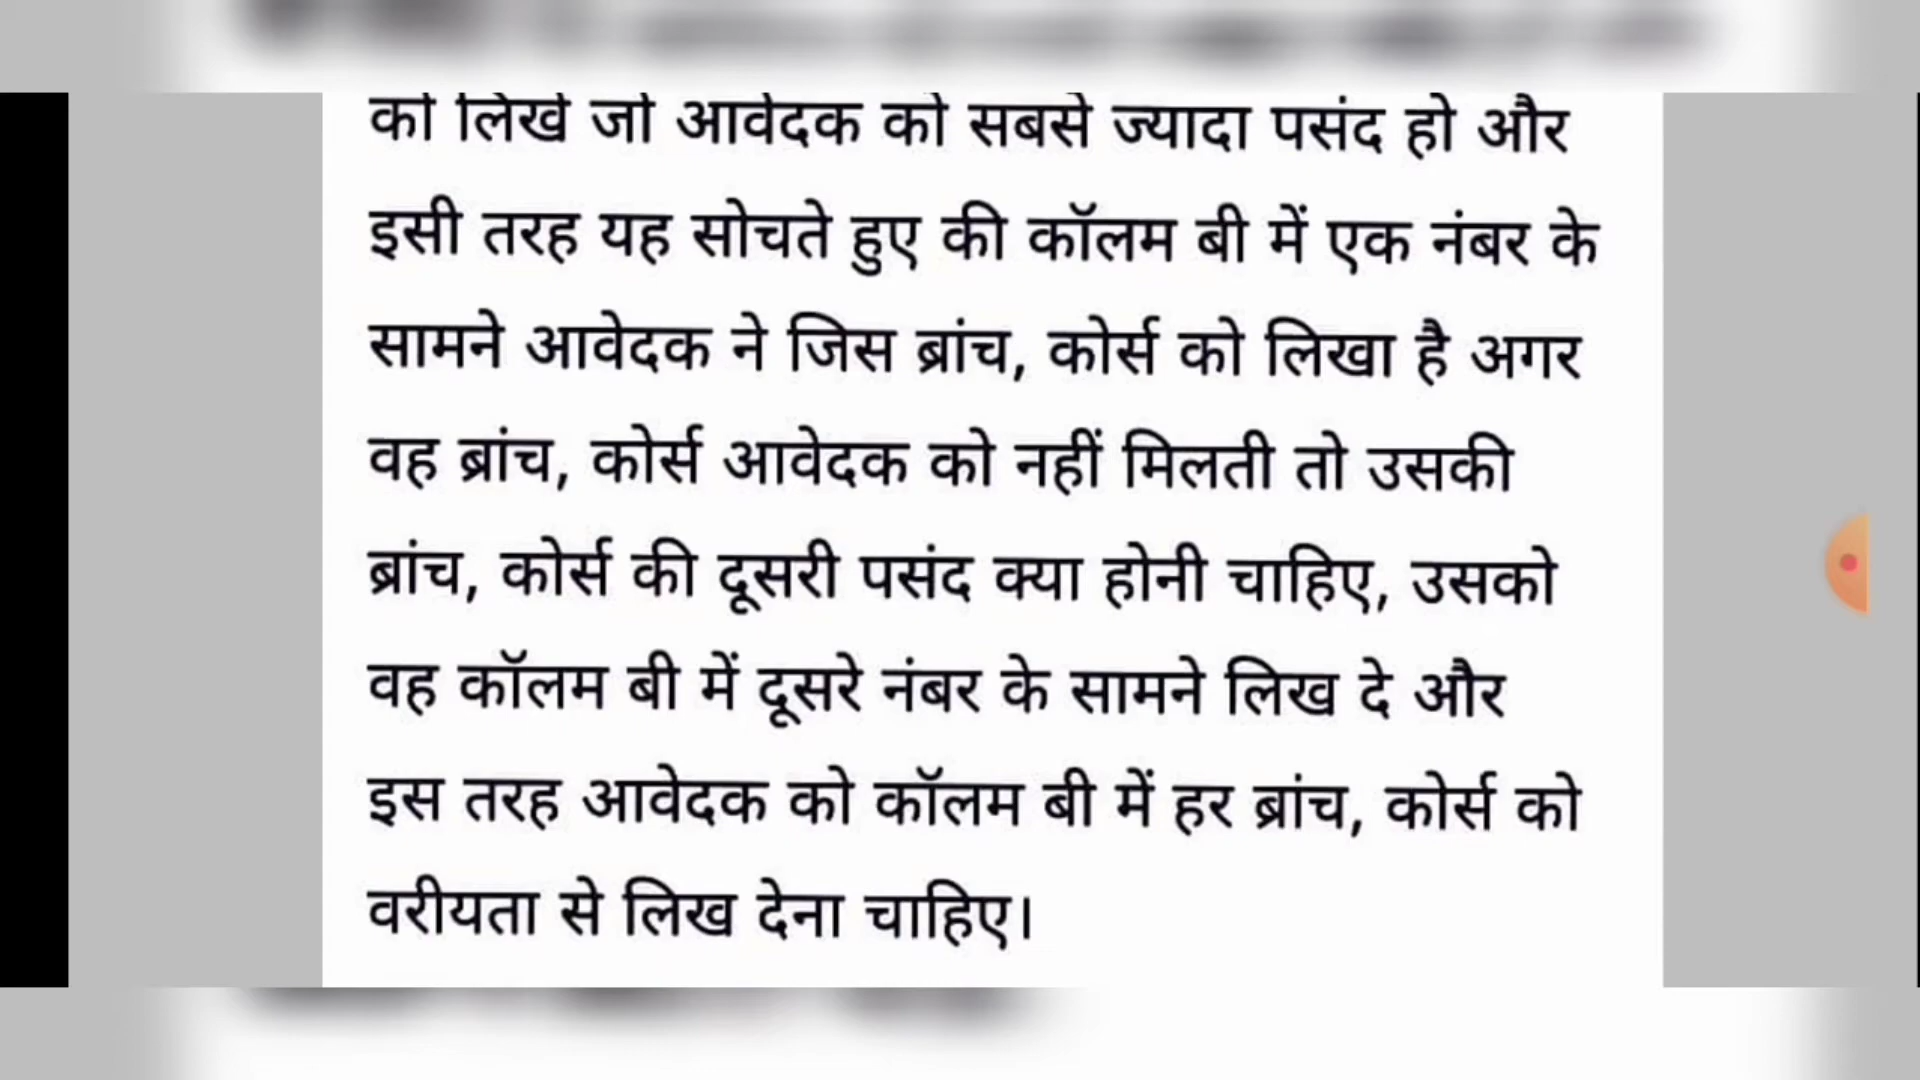 को लिखे जो आवेदक को सबसे ज्यादा पसंद हो और
इसी तरह यह सोचते हुए की कॉलम बी में एक नंबर के
सामने आवेदक ने जिस ब्रांच, कोर्स को लिखा है अगर
वह ब्रांच, कोर्स आवेदक को नहीं मिलती तो उसकी
ब्रांच, कोर्स की दूसरी पसंद क्या होनी चाहिए, उसको
वह कॉलम बी में दूसरे नंबर के सामने लिख दे और
इस तरह आवेदक को कॉलम बी में हर ब्रांच, कोर्स को
वरीयता से लिख देना चाहिए।